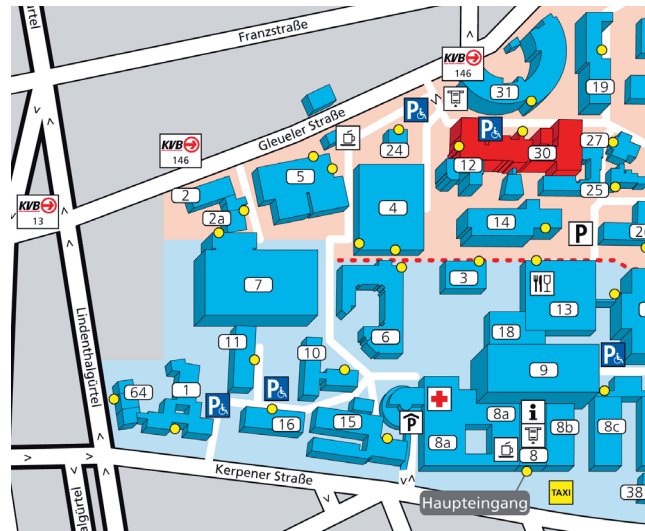 Franzstraße
KVB
146
31
19
P
Gleueler Straße
KVB
146
24
P
30
27
5
12
2
25
KVB
13
2a
4
14
P
7
3
13
Lindenthalgürtel
18
11
10
6
9
P
64
1
P
P
16
15
P
8a
8a
i
8b
8c
8
Kerpener Straße
Haupteingang
TAXI
38